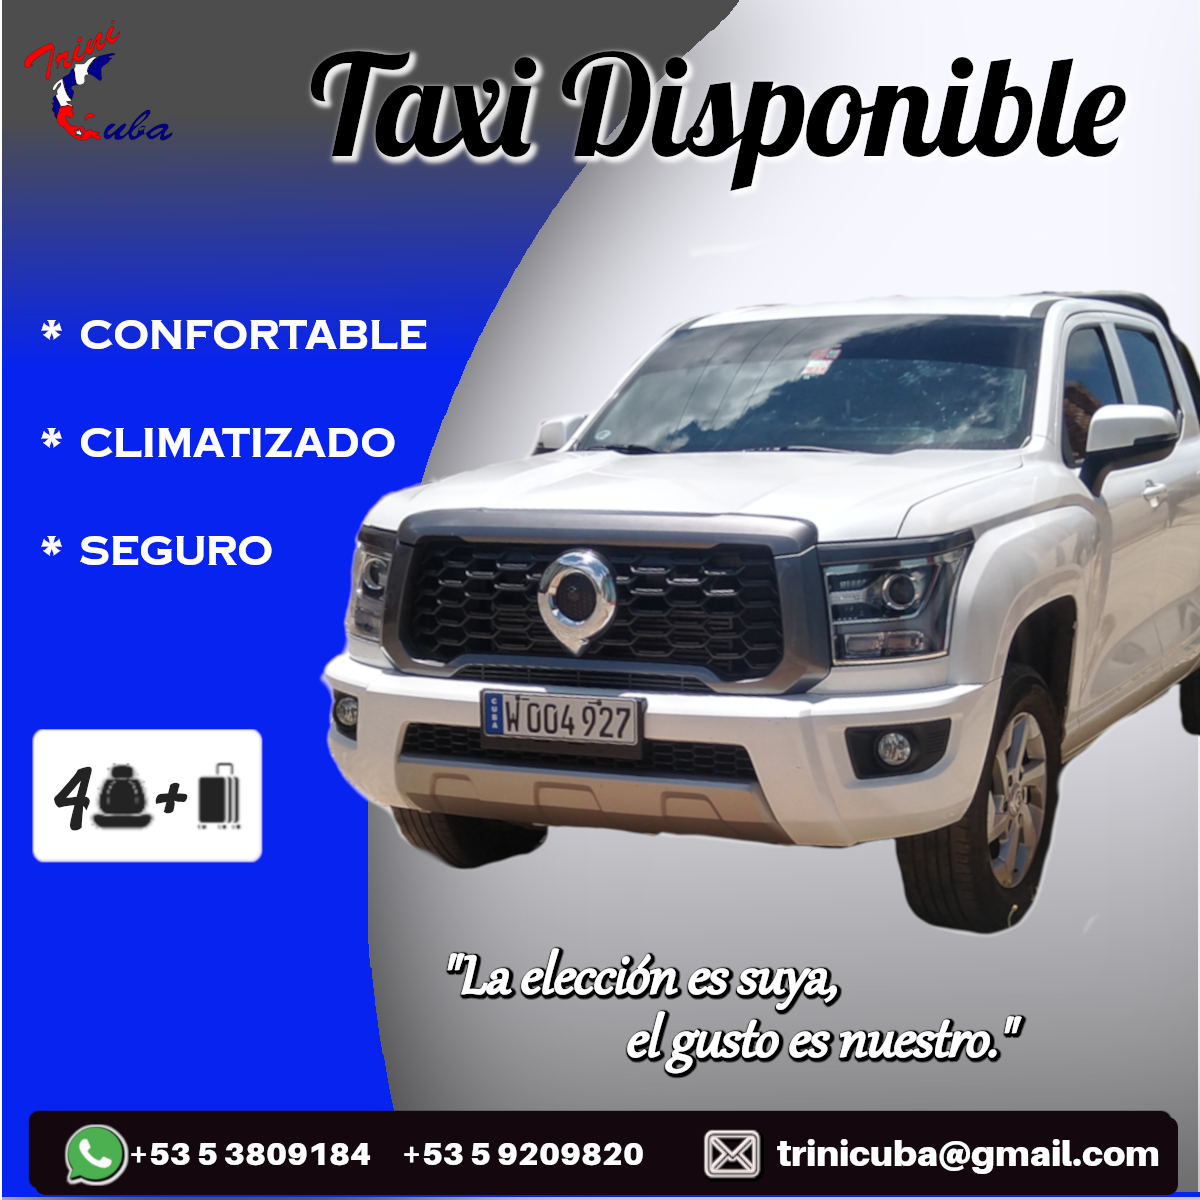 Trini
Cuba
Taxi Disponible
* CONFORTABLE
* CLIMATIZADO
* SEGURO
CUBA W 004 927
4 +
"La elección es suya,
el gusto es nuestro."
+53 5 3809184 +53 5 9209820 trinicuba@gmail.com